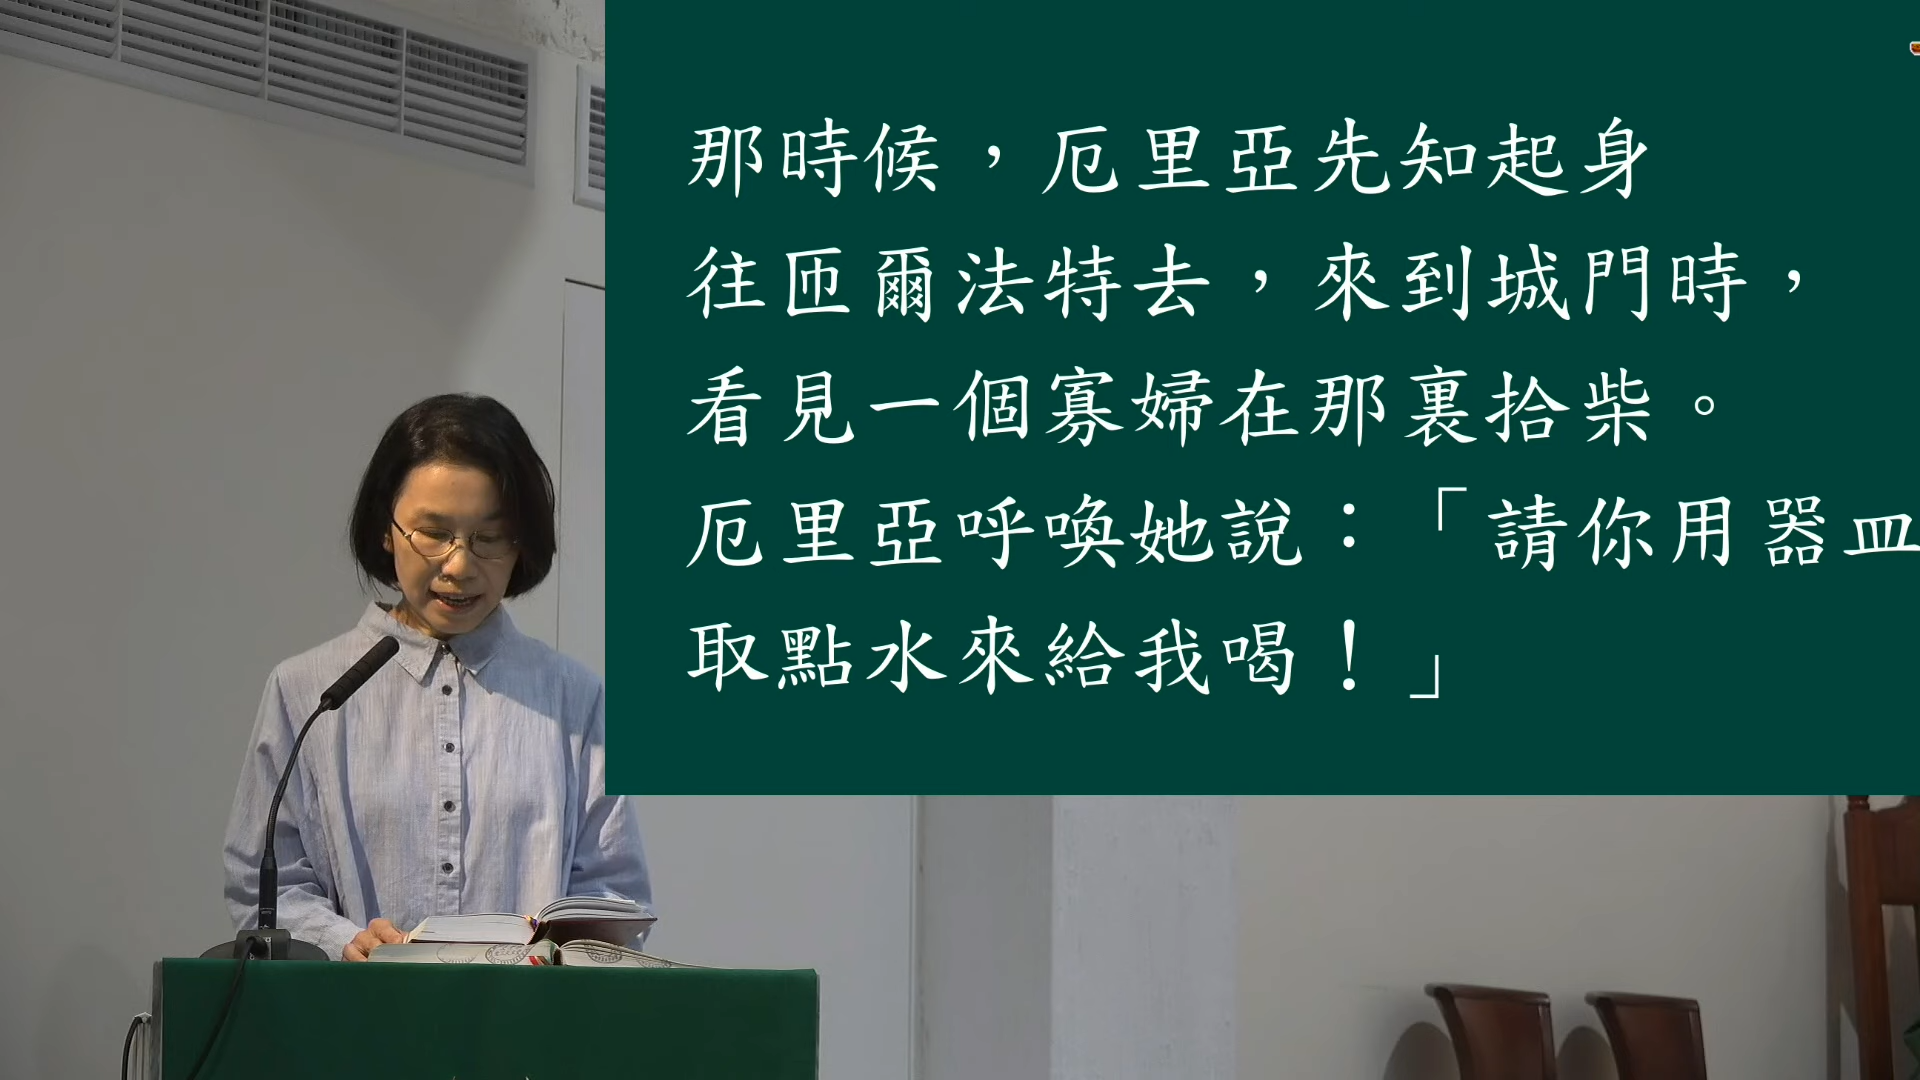 那時候，厄里亞先知起身
往匝爾法特去，來到城門時，
看見一個寡婦在那裏拾柴。
厄里亞呼喚她說：「請你用器皿
取點水來給我喝！」